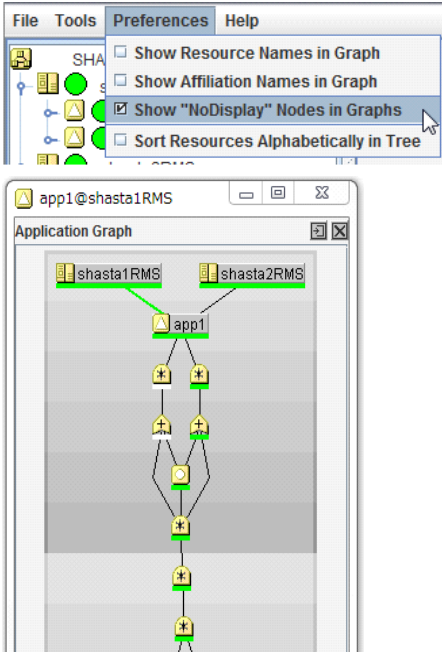 File Tools Preferences Help
SHA
Show Resource Names in Graph
Show Affiliation Names in Graph
Show "NoDisplay" Nodes in Graphs
Sort Resources Alphabetically in Tree
app1@shasta1RMS
Application Graph
shasta1RMS shasta2RMS
app1